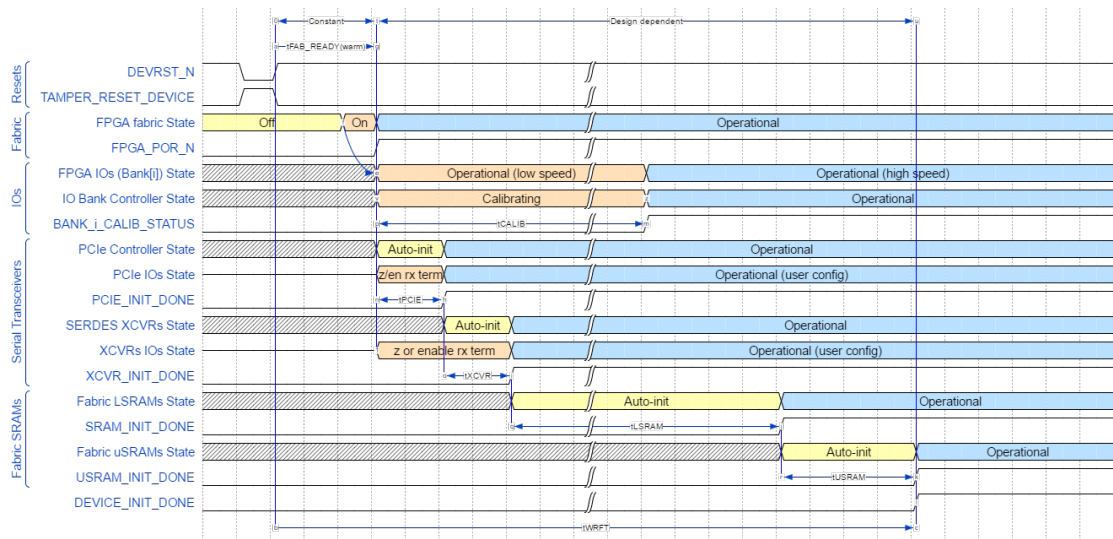 Constant
Design dependent
tFAB_READY(warm)
Resets
DEVRST_N
TAMPER_RESET_DEVICE
Fabric
FPGA fabric State
Off
On
Operational
FPGA_POR_N
IOs
FPGA IOs (Bank[i]) State
Operational (low speed)
Operational (high speed)
IO Bank Controller State
Calibrating
Operational
BANK_i_CALIB_STATUS
tCALIB
Serial Transceivers
PCIe Controller State
Auto-init
Operational
PCIe IOs State
z/en rx term
Operational (user config)
PCIE_INIT_DONE
tPCIE
SERDES XCVRs State
Auto-init
Operational
XCVRs IOs State
z or enable rx term
Operational (user config)
XCVR_INIT_DONE
tXCVR
Fabric SRAMs
Fabric LSRAMs State
Auto-init
Operational
SRAM_INIT_DONE
tLSRAM
Fabric uSRAMs State
Auto-init
Operational
USRAM_INIT_DONE
tUSRAM
DEVICE_INIT_DONE
tWRFT